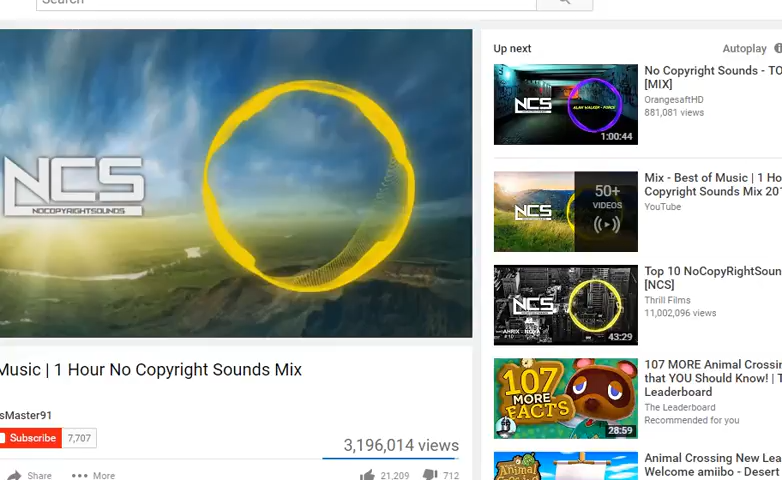 Search
NCS
NOCOPYRIGHTSOUNDS
Music | 1 Hour No Copyright Sounds Mix
sMaster91
Subscribe 7,707
3,196,014 views
Share More
21,209 712
Up next
Autoplay
NCS
ALAN WALKER - FORCE
1:00:44
No Copyright Sounds - TO
[MIX]
OrangesaftHD
881,081 views
NCS
50+
VIDEOS
Mix - Best of Music | 1 Ho
Copyright Sounds Mix 201
YouTube
NCS
AHRIX - NOVA
#10
43:29
Top 10 NoCopyRightSoun
[NCS]
Thrill Films
11,002,096 views
107
MORE
FACTS
28:59
107 MORE Animal Crossin
that YOU Should Know! | T
Leaderboard
The Leaderboard
Recommended for you
Animal
Crossing
Animal Crossing New Lea
Welcome amiibo - Desert